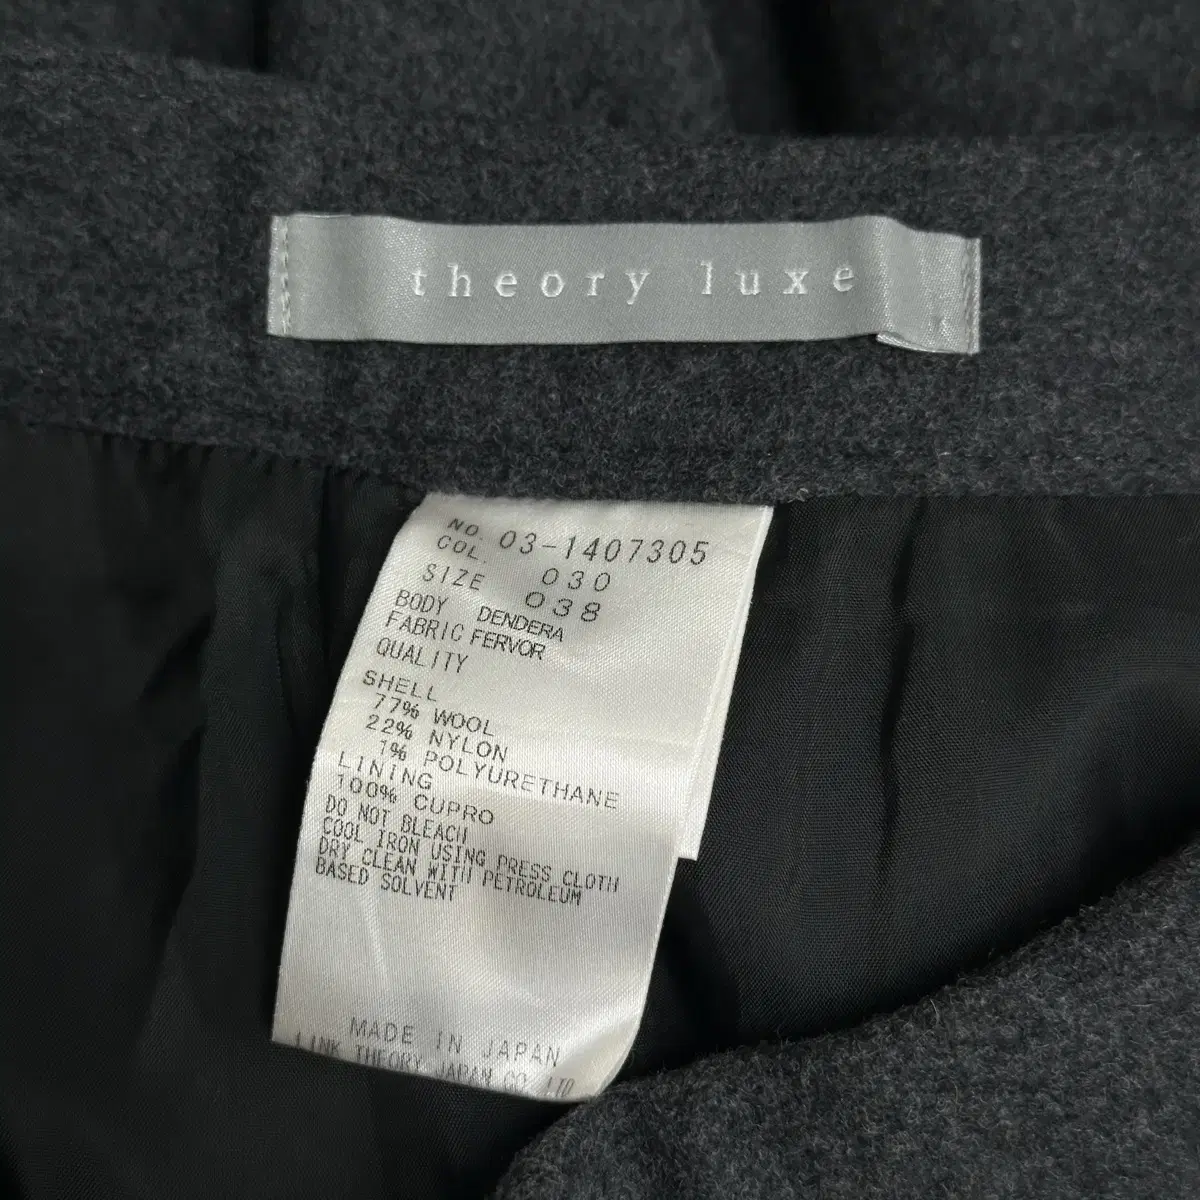 theory luxe
NO. 03-1407305
COL. 030
SIZE 038
BODY DENDERA
FABRIC FERVOR
QUALITY
SHELL
77% WOOL
22% NYLON
1% POLYURETHANE
LINING
100% CUPRO
DO NOT BLEACH
COOL IRON USING PRESS CLOTH
DRY CLEAN WITH PETROLEUM
BASED SOLVENT
MADE IN JAPAN
LINK THEORY JAPAN CO.,LTD